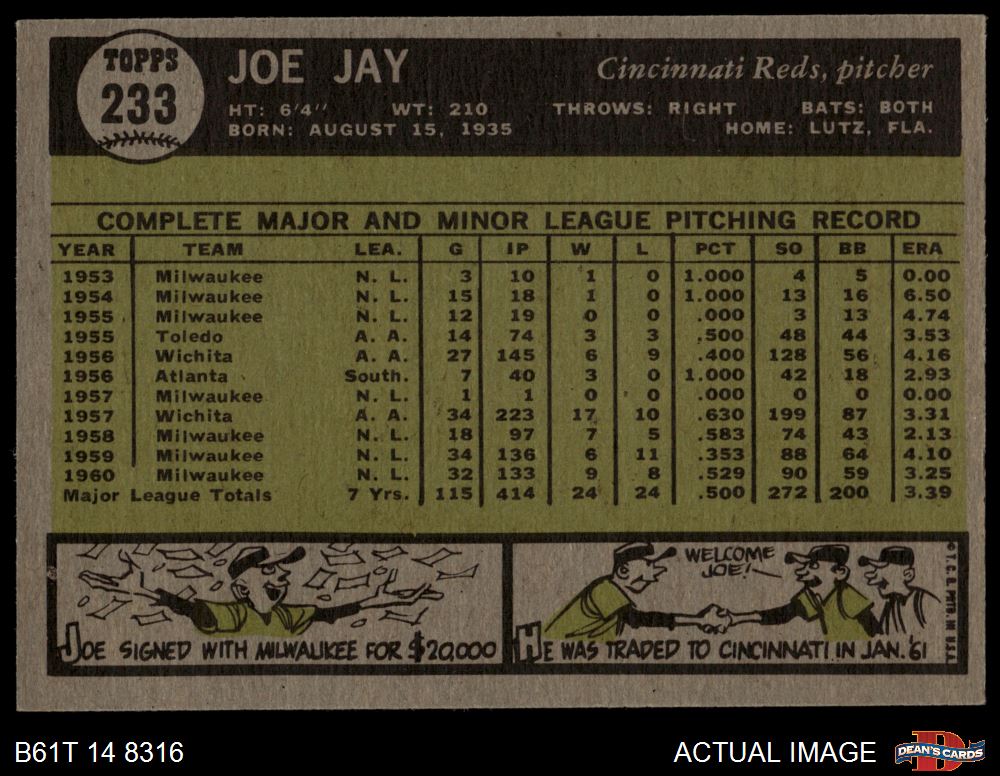 TOPPS
233
JOE JAY
Cincinnati Reds, pitcher
HT: 6'4" WT: 210 THROWS: RIGHT BATS: BOTH
BORN: AUGUST 15, 1935 HOME: LUTZ, FLA.
COMPLETE MAJOR AND MINOR LEAGUE PITCHING RECORD
YEAR TEAM LEA. G IP W L PCT SO BB ERA
1953 Milwaukee N. L. 3 10 1 0 1.000 4 5 0.00
1954 Milwaukee N. L. 15 18 1 0 1.000 13 16 6.50
1955 Milwaukee N. L. 12 19 0 0 .000 3 13 4.74
1955 Toledo A. A. 14 74 3 3 .500 48 44 3.53
1956 Wichita A. A. 27 145 6 9 .400 128 56 4.16
1956 Atlanta South. 7 40 3 0 1.000 42 18 2.93
1957 Milwaukee N. L. 1 1 0 0 .000 0 0 0.00
1957 Wichita A. A. 34 223 17 10 .630 199 87 3.31
1958 Milwaukee N. L. 18 97 7 5 .583 74 43 2.13
1959 Milwaukee N. L. 34 136 6 11 .353 88 64 4.10
1960 Milwaukee N. L. 32 133 9 8 .529 90 59 3.25
Major League Totals 7 Yrs. 115 414 24 24 .500 272 200 3.39
WELCOME
JOE!
JOE SIGNED WITH MILWAUKEE FOR $20,000
HE WAS TRADED TO CINCINNATI IN JAN. '61
© T. C. G. PRTD. IN U.S.A.
B61T 14 8316
ACTUAL IMAGE
DEAN'S CARDS